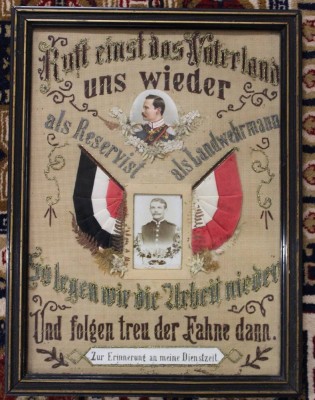 Ruft einst das Vaterland
uns wieder
als Reservist
als Landwehrmann
So legen wir die Arbeit nieder
Und folgen treu der Fahne dann.
Zur Erinnerung an meine Dienstzeit